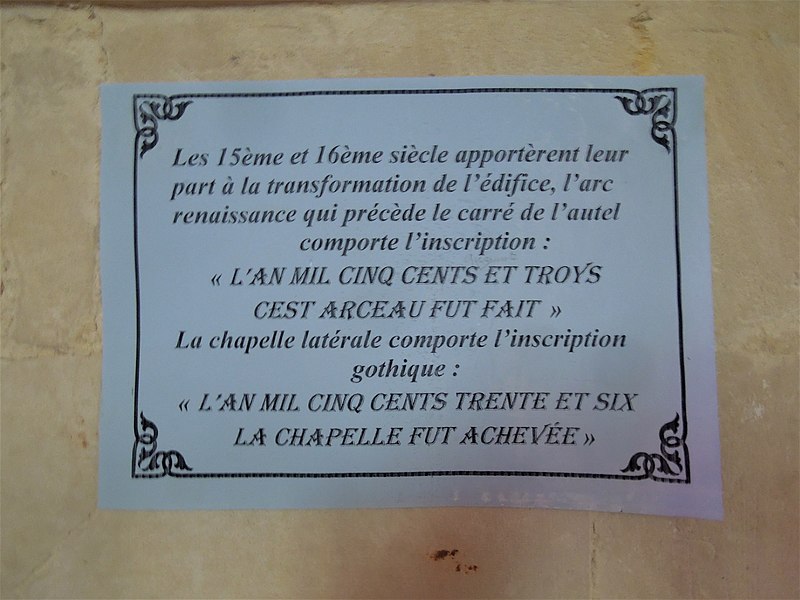 Les 15ème et 16ème siècle apportèrent leur
part à la transformation de l'édifice, l'arc
renaissance qui précède le carré de l'autel
comporte l'inscription :
« L'AN MIL CINQ CENTS ET TROYS
CEST ARCEAU FUT FAIT »
La chapelle latérale comporte l'inscription
gothique :
« L'AN MIL CINQ CENTS TRENTE ET SIX
LA CHAPELLE FUT ACHEVÉE »